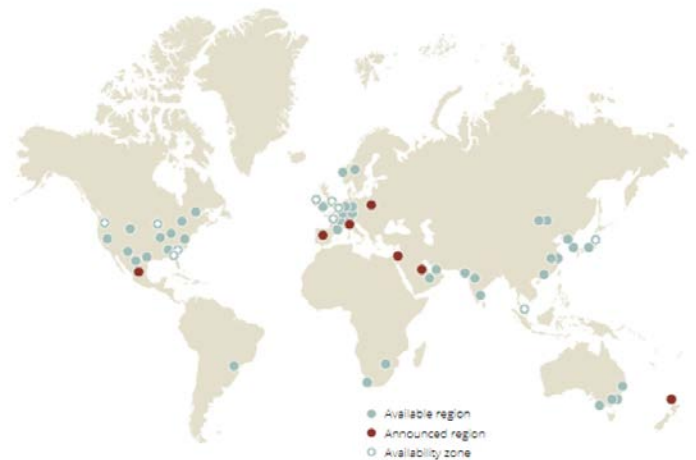 Available region
Announced region
Availability zone